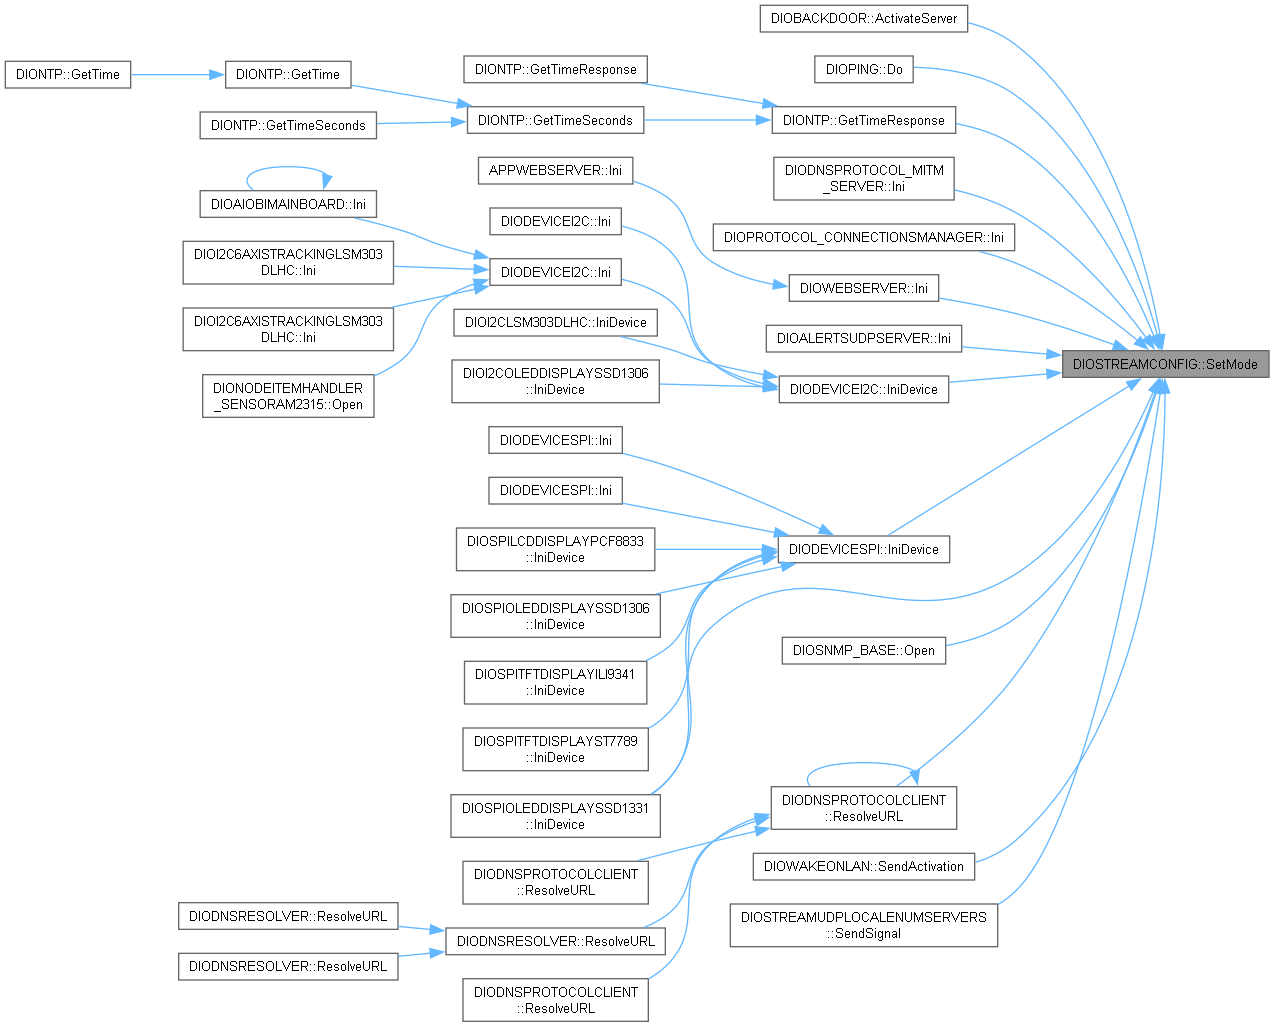 DIOBACKDOOR::ActivateServer
DIONTP::GetTime
DIONTP::GetTime
DIONTP::GetTimeResponse
DIOPING::Do
DIONTP::GetTimeSeconds
DIONTP::GetTimeSeconds
DIONTP::GetTimeResponse
APPWEBSERVER::Ini
DIODNSPROTOCOL_MITM
_SERVER::Ini
DIOAIOBIMAINBOARD::Ini
DIODEVICEI2C::Ini
DIOPROTOCOL_CONNECTIONSMANAGER::Ini
DIOI2C6AXISTRACKINGLSM303
DLHC::Ini
DIODEVICEI2C::Ini
DIOWEBSERVER::Ini
DIOI2C6AXISTRACKINGLSM303
DLHC::Ini
DIOI2CLSM303DLHC::IniDevice
DIOALERTSUDPSERVER::Ini
DIOSTREAMCONFIG::SetMode
DIONODEITEMHANDLER
_SENSORAM2315::Open
DIOI2COLEDDISPLAYSSD1306
::IniDevice
DIODEVICEI2C::IniDevice
DIODEVICESPI::Ini
DIODEVICESPI::Ini
DIOSPILCDDISPLAYPCF8833
::IniDevice
DIODEVICESPI::IniDevice
DIOSPIOLEDDISPLAYSSD1306
::IniDevice
DIOSPITFTDISPLAYILI9341
::IniDevice
DIOSNMP_BASE::Open
DIOSPITFTDISPLAYST7789
::IniDevice
DIOSPIOLEDDISPLAYSSD1331
::IniDevice
DIODNSPROTOCOLCLIENT
::ResolveURL
DIODNSPROTOCOLCLIENT
::ResolveURL
DIOWAKEONLAN::SendActivation
DIODNSRESOLVER::ResolveURL
DIODNSRESOLVER::ResolveURL
DIODNSRESOLVER::ResolveURL
DIOSTREAMUDPLOCALENUMSERVERS
::SendSignal
DIODNSPROTOCOLCLIENT
::ResolveURL